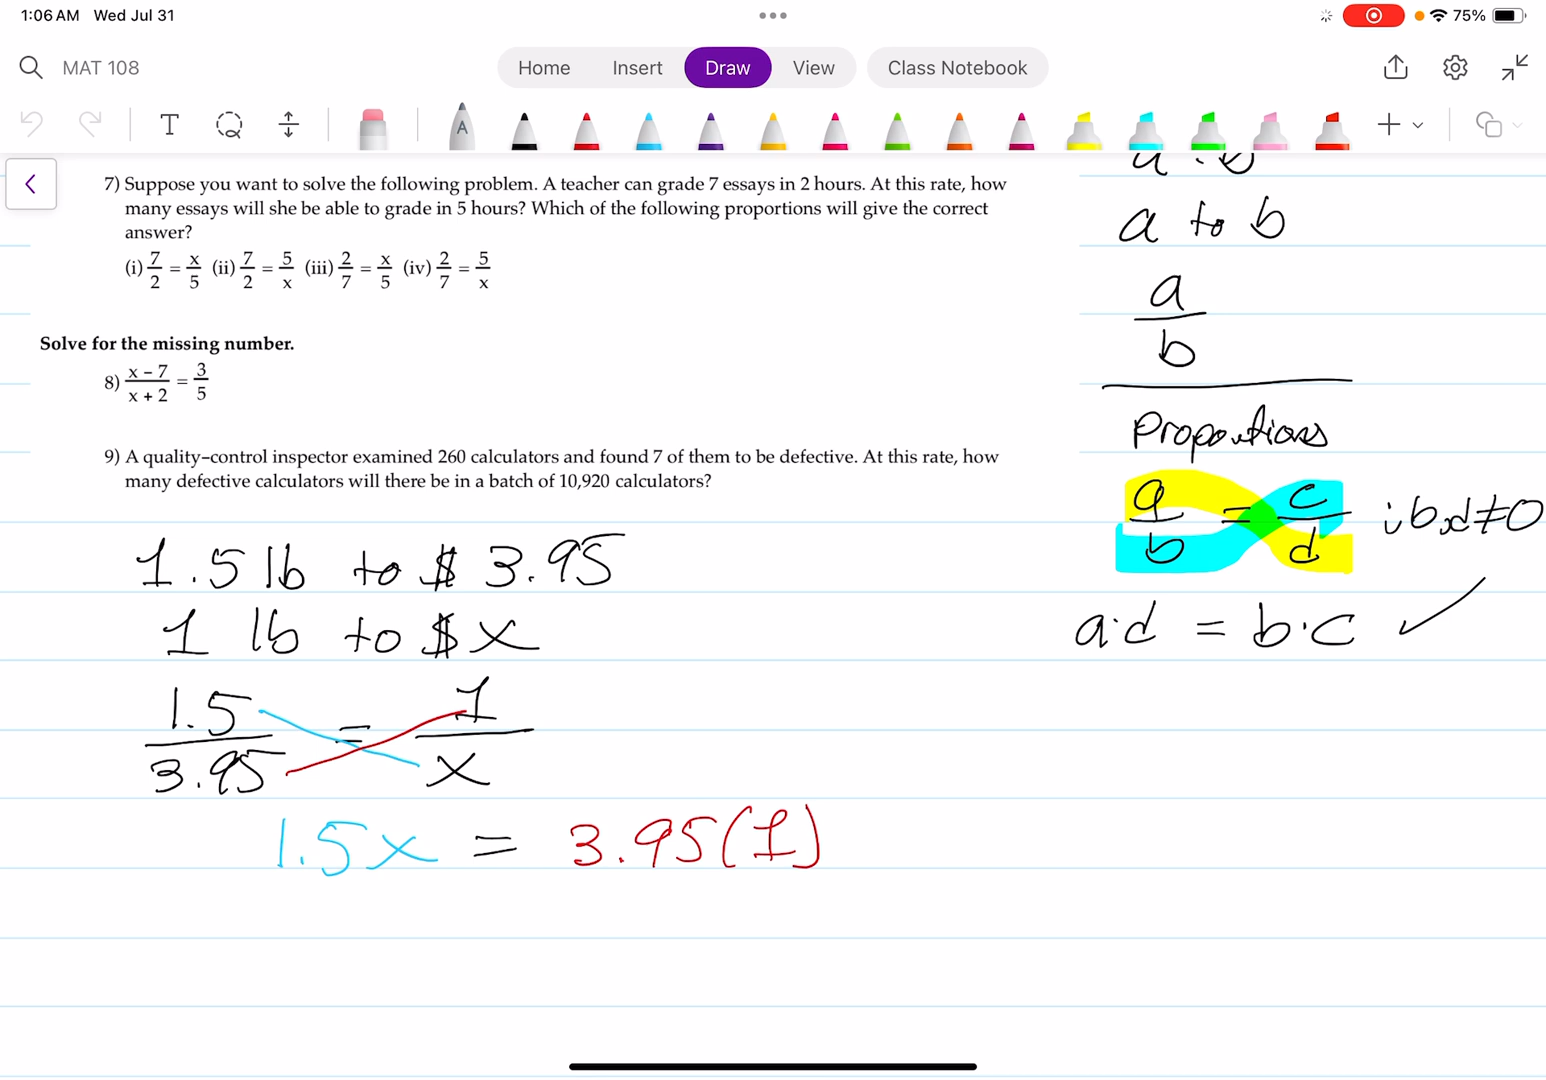 1:06 AM Wed Jul 31
75%
MAT 108
Home Insert Draw View Class Notebook
T
A
7) Suppose you want to solve the following problem. A teacher can grade 7 essays in 2 hours. At this rate, how
many essays will she be able to grade in 5 hours? Which of the following proportions will give the correct
answer?
(i) 7/2 = x/5 (ii) 7/2 = 5/x (iii) 2/7 = x/5 (iv) 2/7 = 5/x
Solve for the missing number.
8) x – 7/x + 2 = 3/5
9) A quality-control inspector examined 260 calculators and found 7 of them to be defective. At this rate, how
many defective calculators will there be in a batch of 10,920 calculators?
1.5 lb to $ 3.95
1 lb to $ x
1.5/3.95 = 1/x
1.5x = 3.95(1)
a : b
a to b
a/b
Proportions
a/b = c/d ; b,d ≠ 0
a·d = b·c ✓